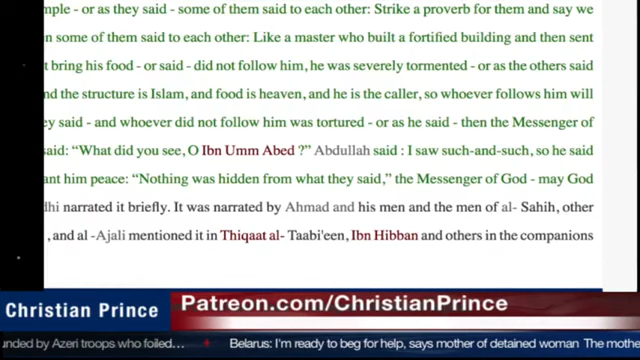 mple - or as they said - some of them said to each other: Strike a proverb for them and say we
n some of them said to each other: Like a master who built a fortified building and then sent
t bring his food - or said - did not follow him, he was severely tormented - or as the others said
nd the structure is Islam, and food is heaven, and he is the caller, so whoever follows him will
ey said - and whoever did not follow him was tortured - or as he said - then the Messenger of
said: “What did you see, O Ibn Umm Abed ?” Abdullah said : I saw such-and-such, so he said
ant him peace: “Nothing was hidden from what they said,” the Messenger of God - may God
dhi narrated it briefly. It was narrated by Ahmad and his men and the men of al- Sahih, other
, and al -Ajali mentioned it in Thiqaat al- Taabi'een, Ibn Hibban and others in the companions
Christian Prince
Patreon.com/ChristianPrince
unded by Azeri troops who foiled… Belarus: I'm ready to beg for help, says mother of detained woman The mothe